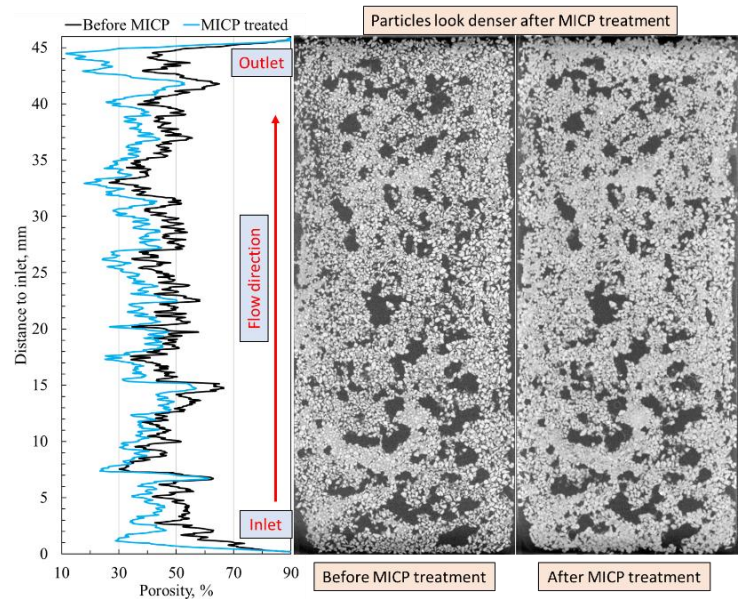 Before MICP
MICP treated
Particles look denser after MICP treatment
45
40
35
30
25
20
15
10
5
0
Distance to inlet, mm
Outlet
Flow direction
Inlet
10
30
50
70
90
Porosity, %
Before MICP treatment
After MICP treatment